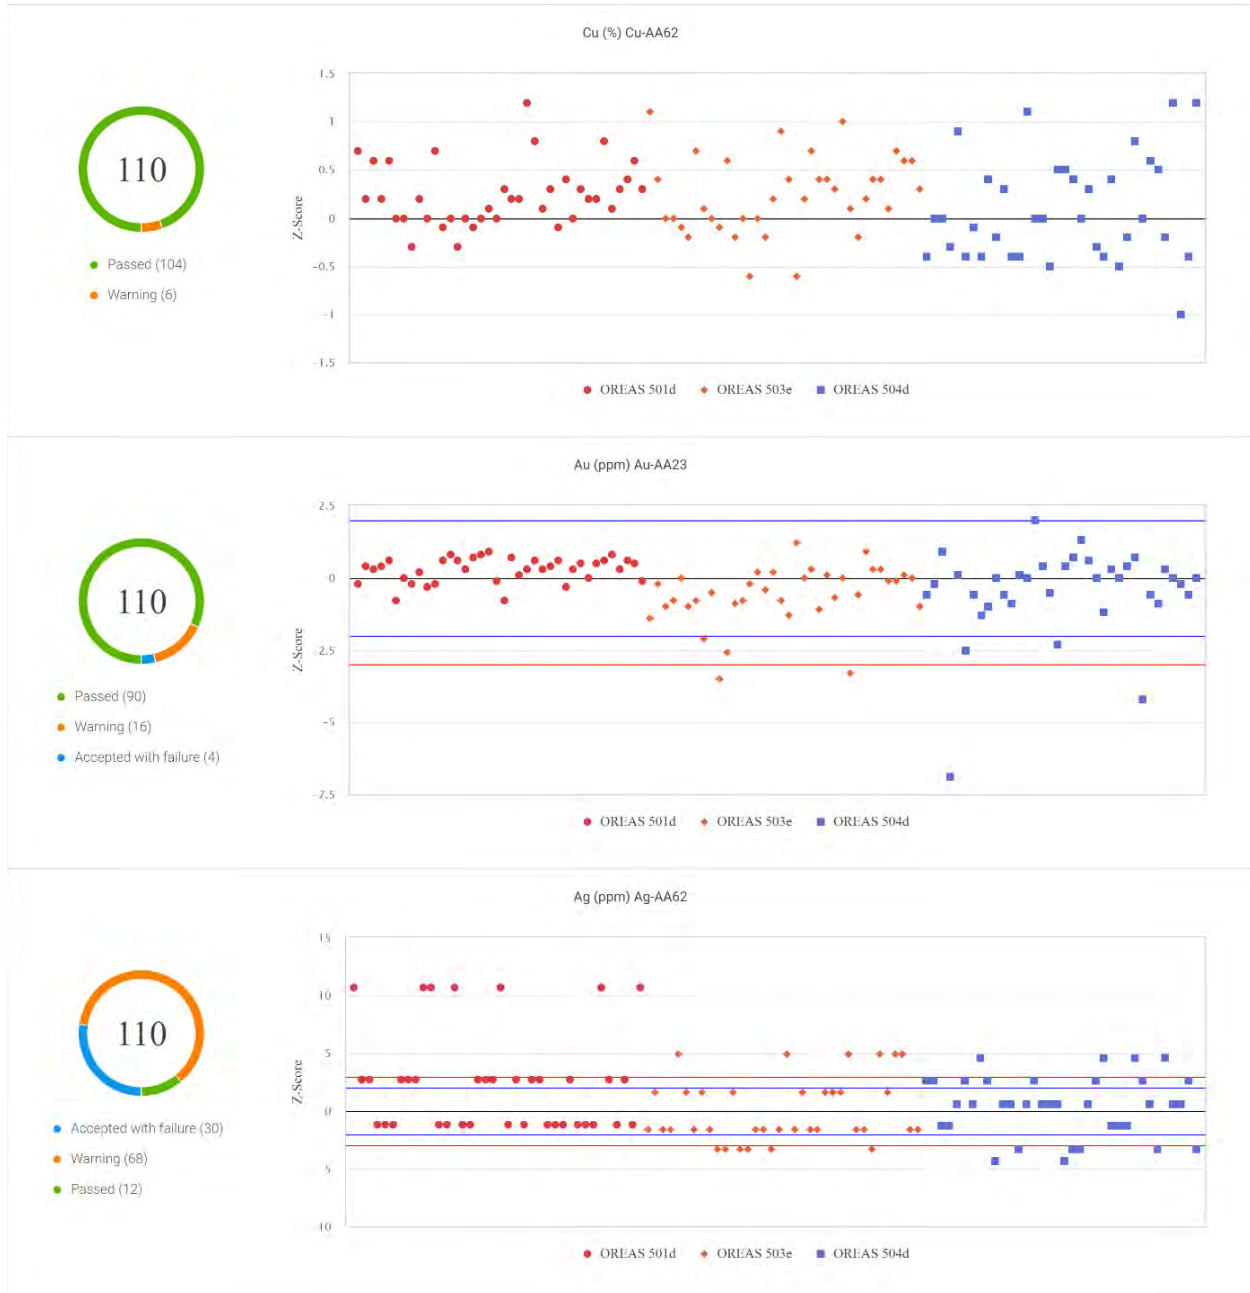 Cu (%) Cu-AA62
110
Passed (104)
Warning (6)
Z-Score
1.5
1
0.5
0
-0.5
-1
-1.5
OREAS 501d
OREAS 503e
OREAS 504d
Au (ppm) Au-AA23
110
Passed (90)
Warning (16)
Accepted with failure (4)
Z-Score
2.5
0
2.5
-5
-7.5
OREAS 501d
OREAS 503e
OREAS 504d
Ag (ppm) Ag-AA62
110
Accepted with failure (30)
Warning (68)
Passed (12)
Z-Score
15
10
5
0
5
10
OREAS 501d
OREAS 503e
OREAS 504d